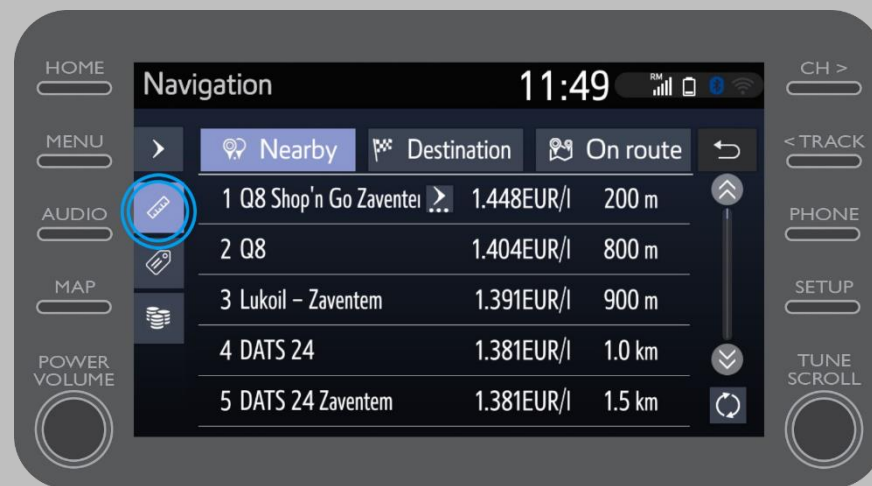 HOME
MENU
AUDIO
MAP
POWER
VOLUME
Navigation 11:49 RM
Nearby Destination On route
1 Q8 Shop'n Go Zaventer 1.448EUR/l 200 m
2 Q8 1.404EUR/l 800 m
3 Lukoil – Zaventem 1.391EUR/l 900 m
4 DATS 24 1.381EUR/l 1.0 km
5 DATS 24 Zaventem 1.381EUR/l 1.5 km
CH >
< TRACK
PHONE
SETUP
TUNE
SCROLL